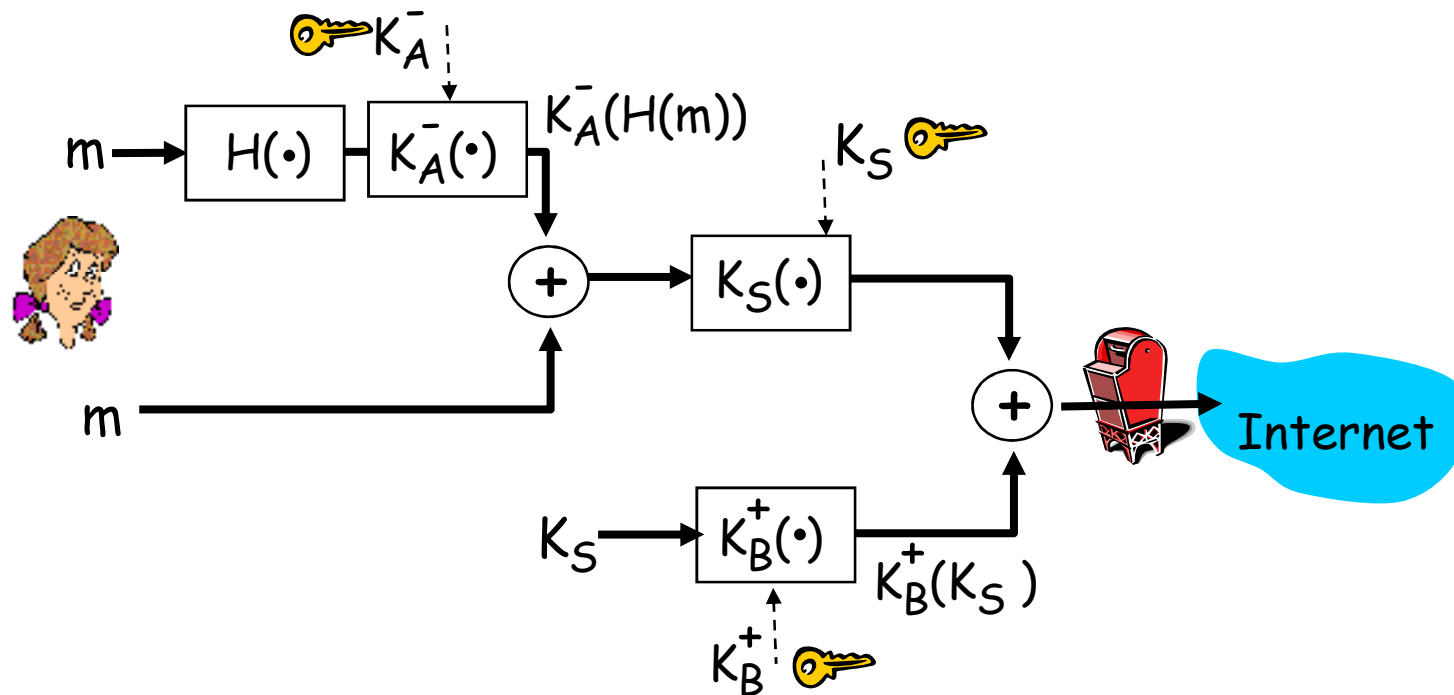 K_A^-
m
H(•)
K_A^-(•)
K_A^-(H(m))
K_S
+
K_S(•)
m
+
Internet
K_S
K_B^+(•)
K_B^+(K_S )
K_B^+